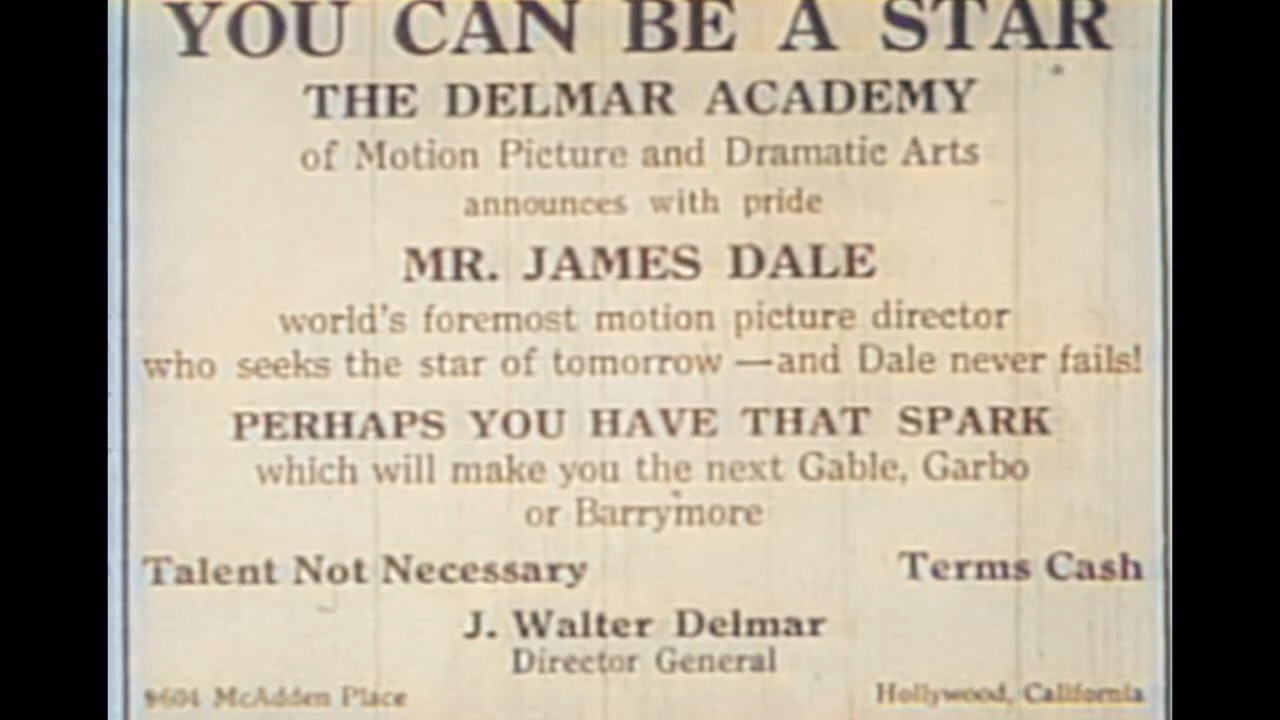 YOU CAN BE A STAR
THE DELMAR ACADEMY
of Motion Picture and Dramatic Arts
announces with pride
MR. JAMES DALE
world's foremost motion picture director
who seeks the star of tomorrow —and Dale never fails!
PERHAPS YOU HAVE THAT SPARK
which will make you the next Gable, Garbo
or Barrymore
Talent Not Necessary Terms Cash
J. Walter Delmar
Director General
McAdden Place Hollywood, California